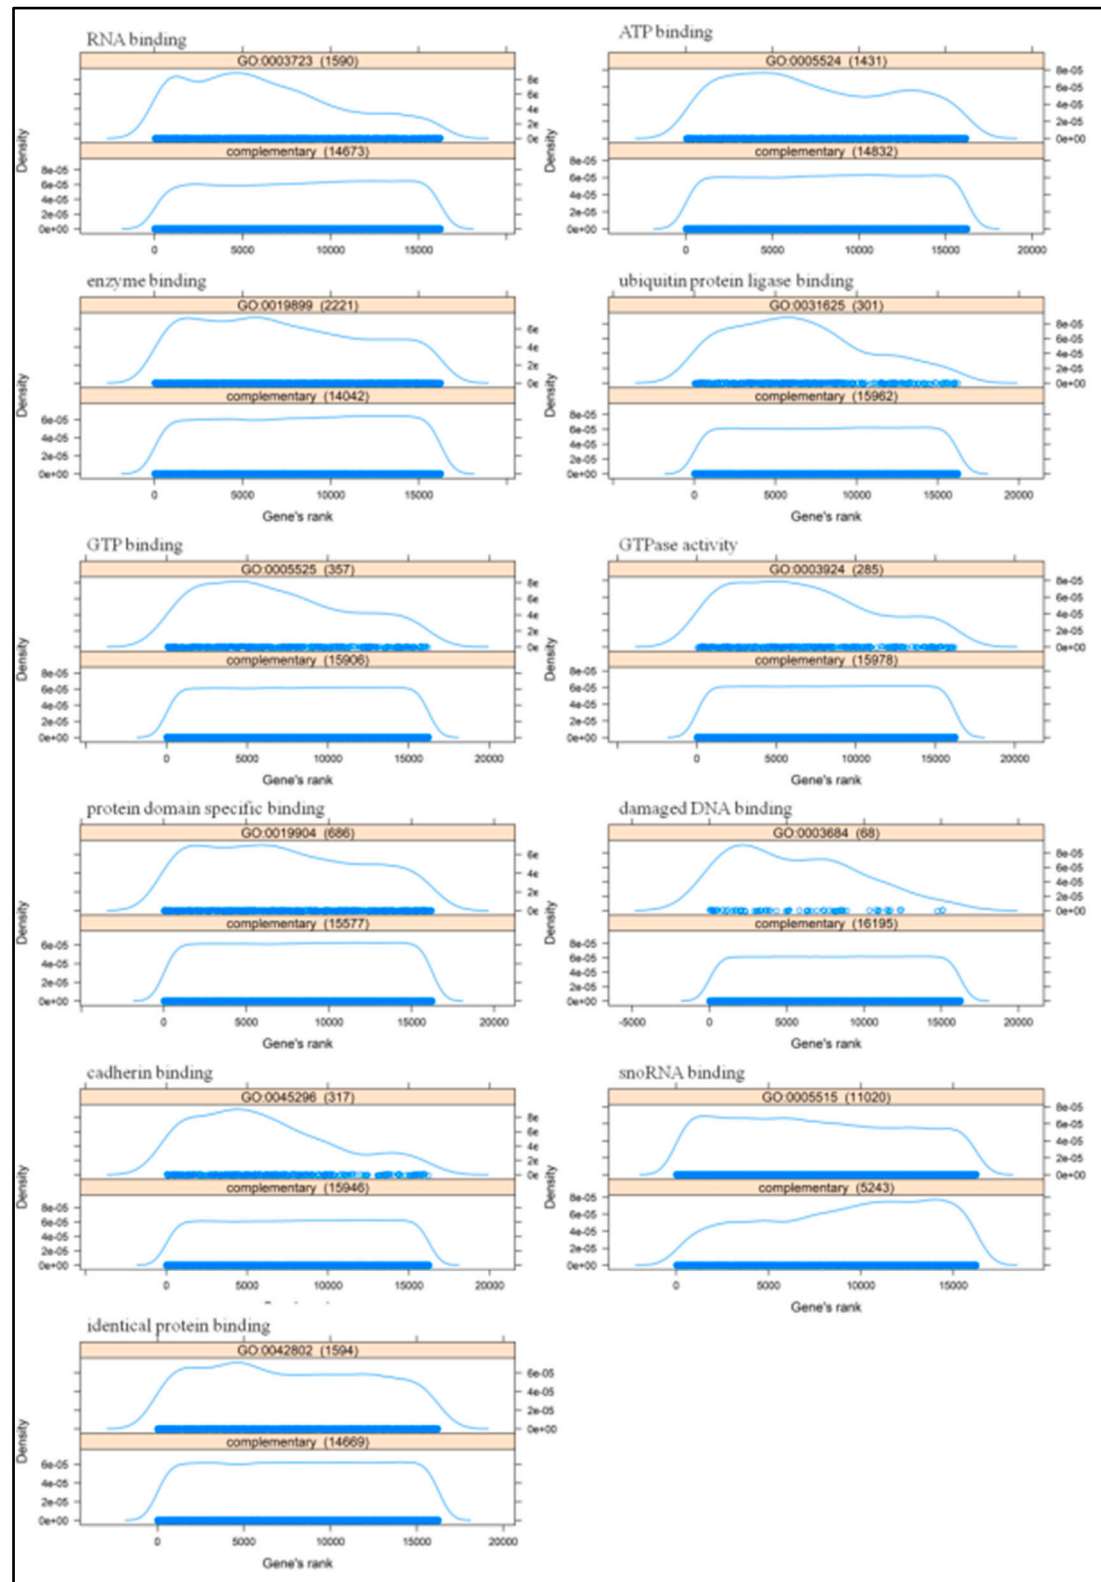 RNA binding
GO:0003723 (1590)
8e
6e
4e
2e
0e
Density
complementary (14673)
8e-05
6e-05
4e-05
2e-05
0e+00
0 5000 10000 15000
ATP binding
GO:0005524 (1431)
8e-05
6e-05
4e-05
2e-05
0e+00
Density
complementary (14832)
8e-05
6e-05
4e-05
2e-05
0e+00
0 5000 10000 15000 20000
enzyme binding
GO:0019899 (2221)
6e
4e
2e
0e
Density
complementary (14042)
6e-05
4e-05
2e-05
0e+00
0 5000 10000 15000
Gene's rank
ubiquitin protein ligase binding
GO:0031625 (301)
8e-05
6e-05
4e-05
2e-05
0e+00
Density
complementary (15962)
8e-05
6e-05
4e-05
2e-05
0e+00
0 5000 10000 15000 20000
Gene's rank
GTP binding
GO:0005525 (357)
8e
6e
4e
2e
0e
Density
complementary (15906)
8e-05
6e-05
4e-05
2e-05
0e+00
0 5000 10000 15000 20000
Gene's rank
GTPase activity
GO:0003924 (285)
8e-05
6e-05
4e-05
2e-05
0e+00
Density
complementary (15978)
8e-05
6e-05
4e-05
2e-05
0e+00
0 5000 10000 15000 20000
Gene's rank
protein domain specific binding
GO:0019904 (686)
6e
4e
2e
0e
Density
complementary (15577)
6e-05
4e-05
2e-05
0e+00
0 5000 10000 15000 20000
Gene's rank
damaged DNA binding
GO:0003684 (68)
8e-05
6e-05
4e-05
2e-05
0e+00
Density
complementary (16195)
8e-05
6e-05
4e-05
2e-05
0e+00
-5000 0 5000 10000 15000 20000
Gene's rank
cadherin binding
GO:0045296 (317)
8e
6e
4e
2e
0e
Density
complementary (15946)
8e-05
6e-05
4e-05
2e-05
0e+00
0 5000 10000 15000 20000
snoRNA binding
GO:0005515 (11020)
8e-05
6e-05
4e-05
2e-05
0e+00
Density
complementary (5243)
8e-05
6e-05
4e-05
2e-05
0e+00
0 5000 10000 15000
Gene's rank
identical protein binding
GO:0042802 (1594)
6e-05
4e-05
2e-05
0e+00
Density
complementary (14669)
6e-05
4e-05
2e-05
0e+00
0 5000 10000 15000 20000
Gene's rank